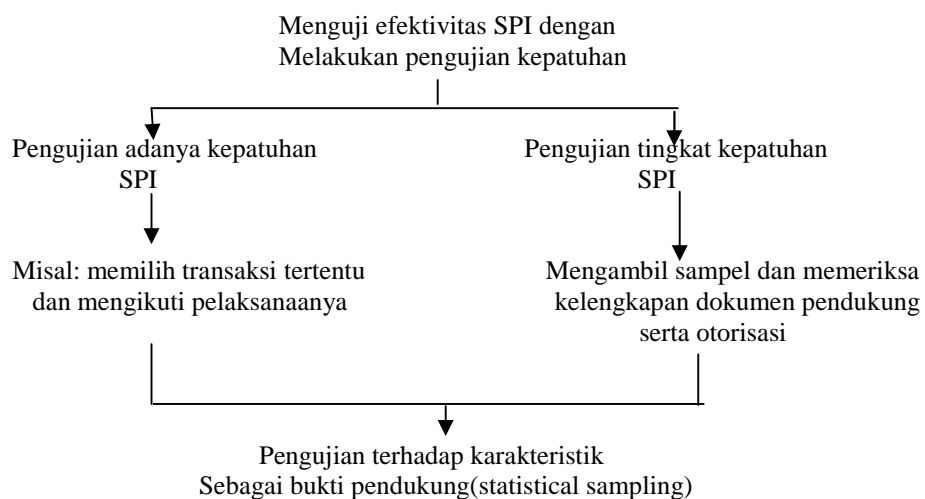 Menguji efektivitas SPI dengan
Melakukan pengujian kepatuhan
Pengujian adanya kepatuhan
SPI
Pengujian tingkat kepatuhan
SPI
Misal: memilih transaksi tertentu
dan mengikuti pelaksanaanya
Mengambil sampel dan memeriksa
kelengkapan dokumen pendukung
serta otorisasi
Pengujian terhadap karakteristik
Sebagai bukti pendukung(statistical sampling)